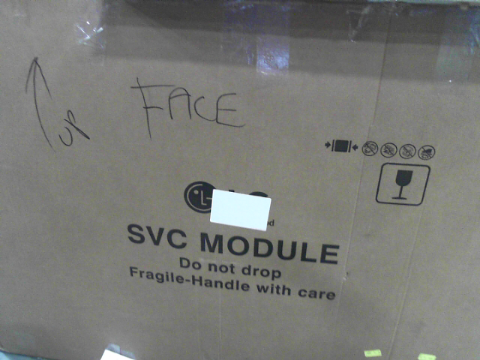 UP
FACE
SVC MODULE
Do not drop
Fragile-Handle with care